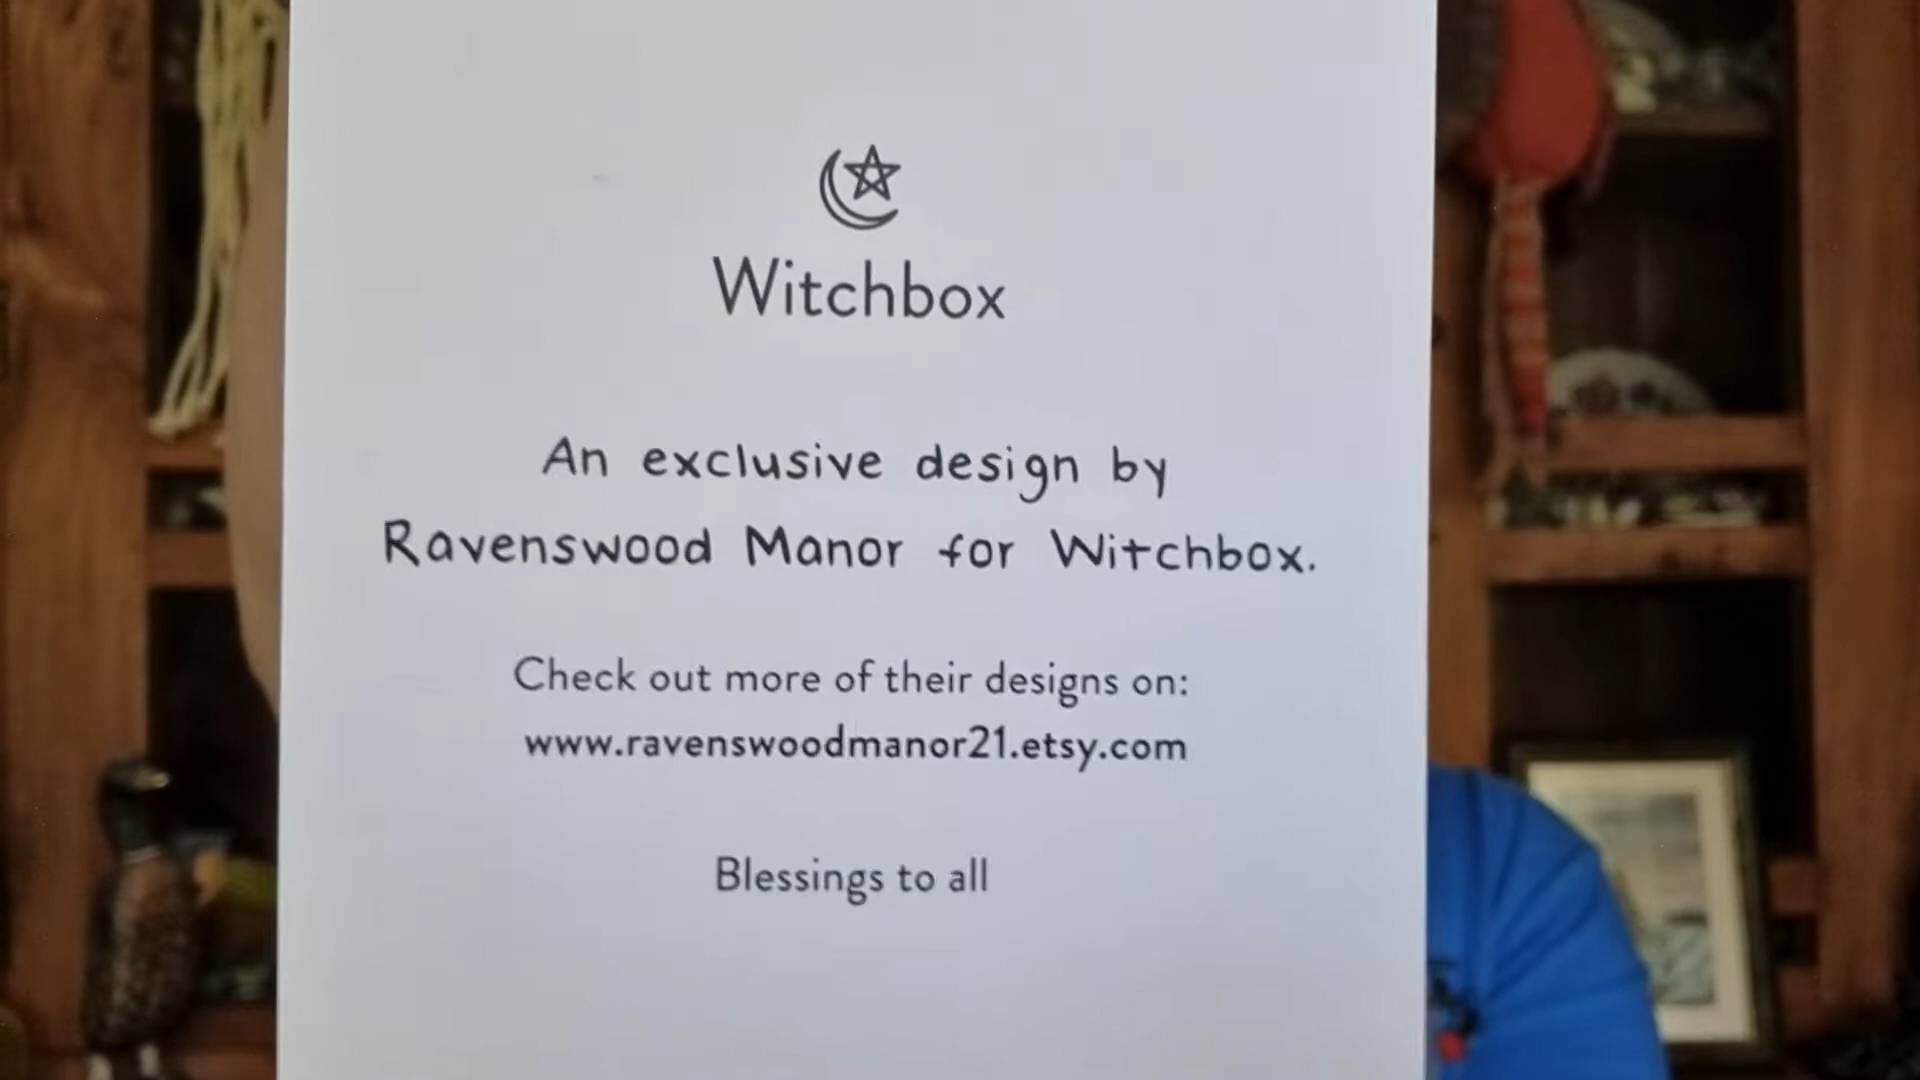 Witchbox
An exclusive design by
Ravenswood Manor for Witchbox.
Check out more of their designs on:
www.ravenswoodmanor21.etsy.com
Blessings to all